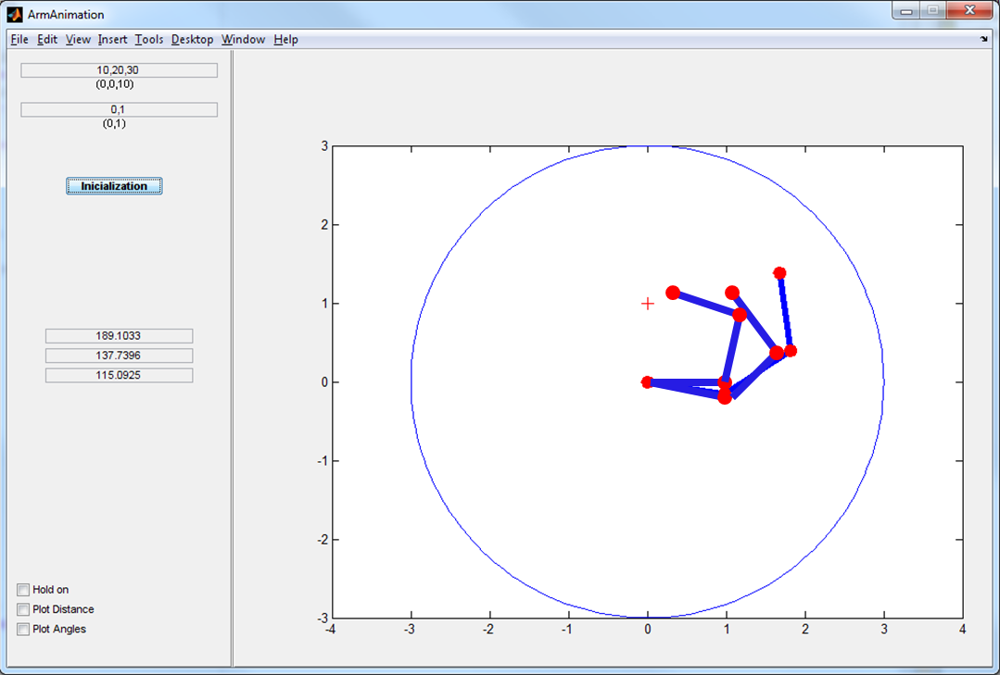 ArmAnimation
File Edit View Insert Tools Desktop Window Help
10,20,30
(0,0,10)
0,1
(0,1)
Inicialization
189.1033
137.7396
115.0925
Hold on
Plot Distance
Plot Angles
3
2
1
0
-1
-2
-3
-4 -3 -2 -1 0 1 2 3 4